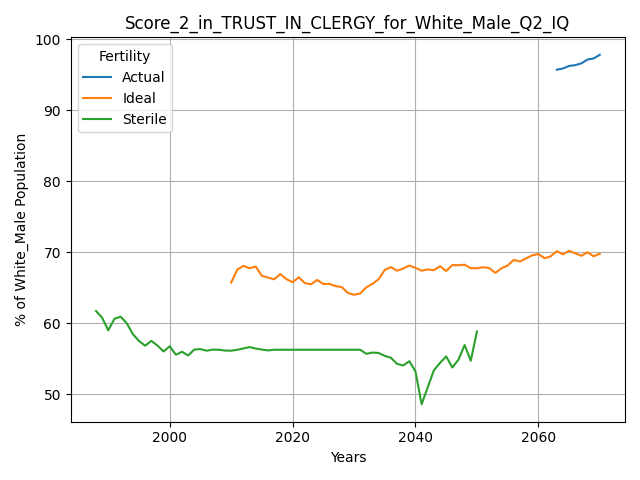 Score_2_in_TRUST_IN_CLERGY_for_White_Male_Q2_IQ
Fertility
Actual
Ideal
Sterile
% of White_Male Population
100
90
80
70
60
50
2000
2020
2040
2060
Years